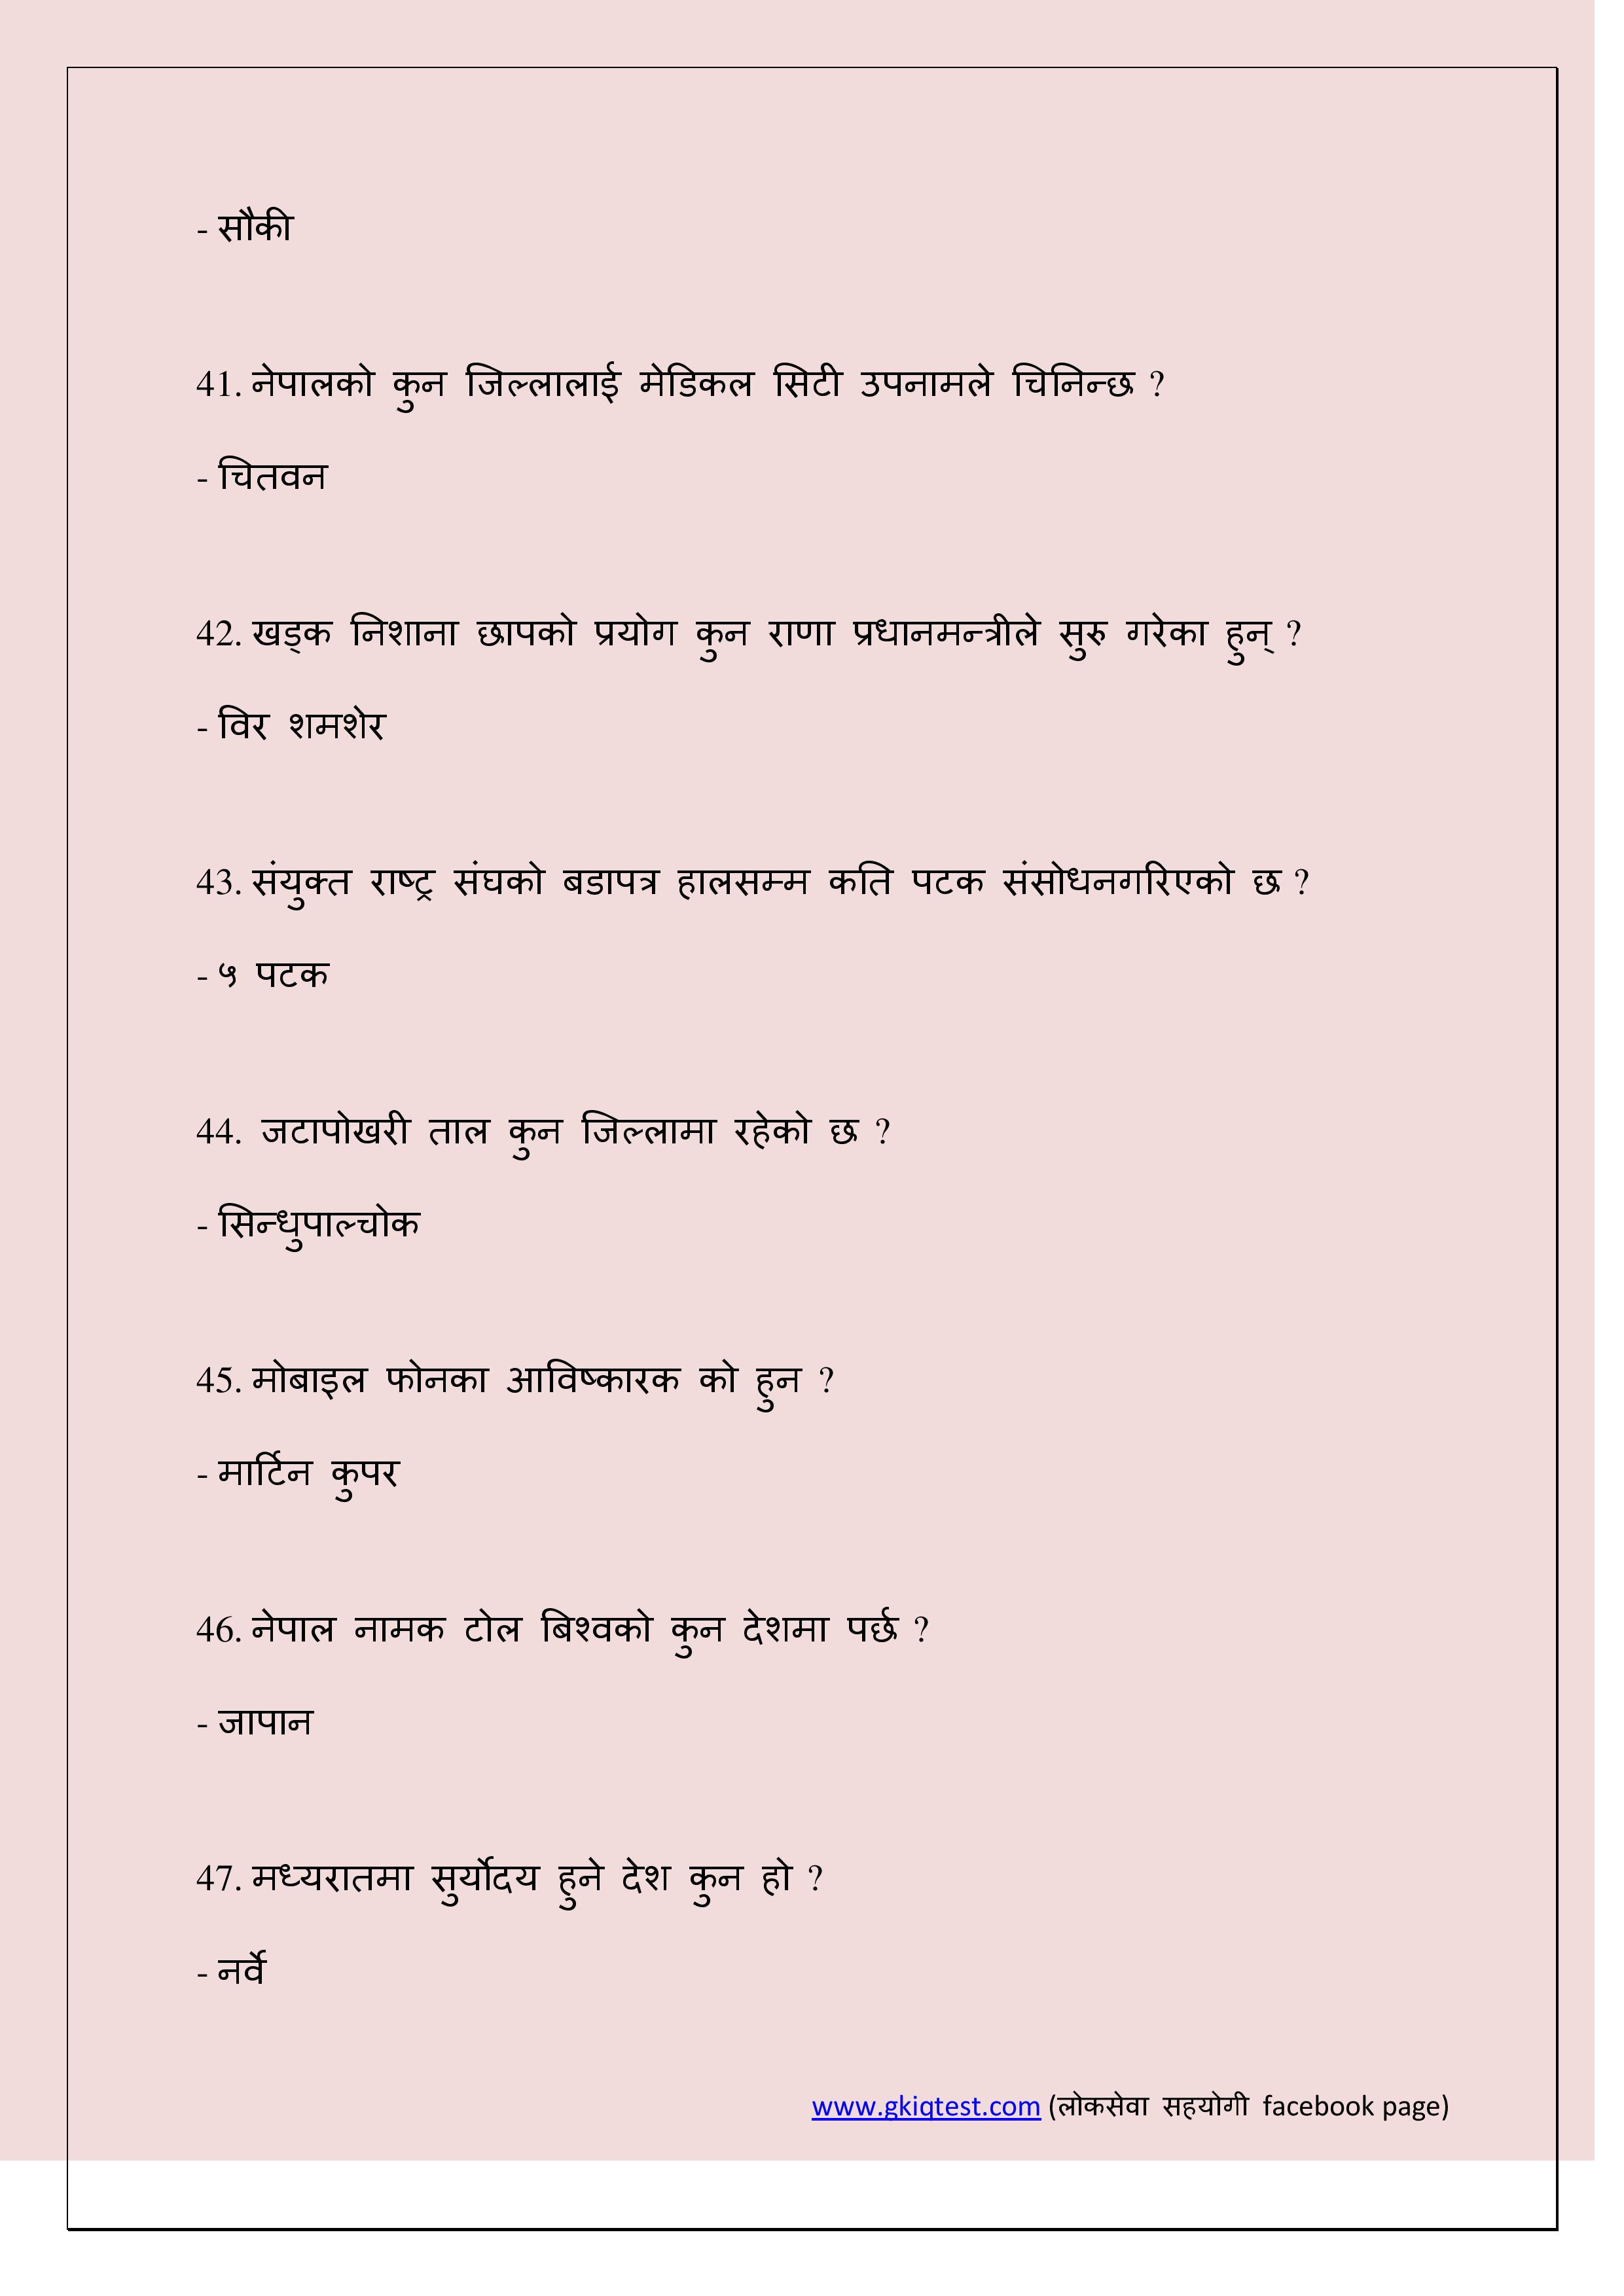 - सौकी
41. नेपालको कुन जिल्लालाई मेडिकल सिटी उपनामले चिनिन्छ ?
- चितवन
42. खड्क निशाना छापको प्रयोग कुन राणा प्रधानमन्त्रीले सुरु गरेका हुन् ?
- विर शमशेर
43. संयुक्त राष्ट्र संघको बडापत्र हालसम्म कति पटक संसोधनगरिएको छ ?
- ५ पटक
44. जटापोखरी ताल कुन जिल्लामा रहेको छ ?
- सिन्धुपाल्चोक
45. मोबाइल फोनका आविष्कारक को हुन ?
- मार्टिन कुपर
46. नेपाल नामक टोल बिश्वको कुन देशमा पर्छ ?
- जापान
47. मध्यरातमा सुर्योदय हुने देश कुन हो ?
- नर्वे
www.gkiqtest.com (लोकसेवा सहयोगी facebook page)